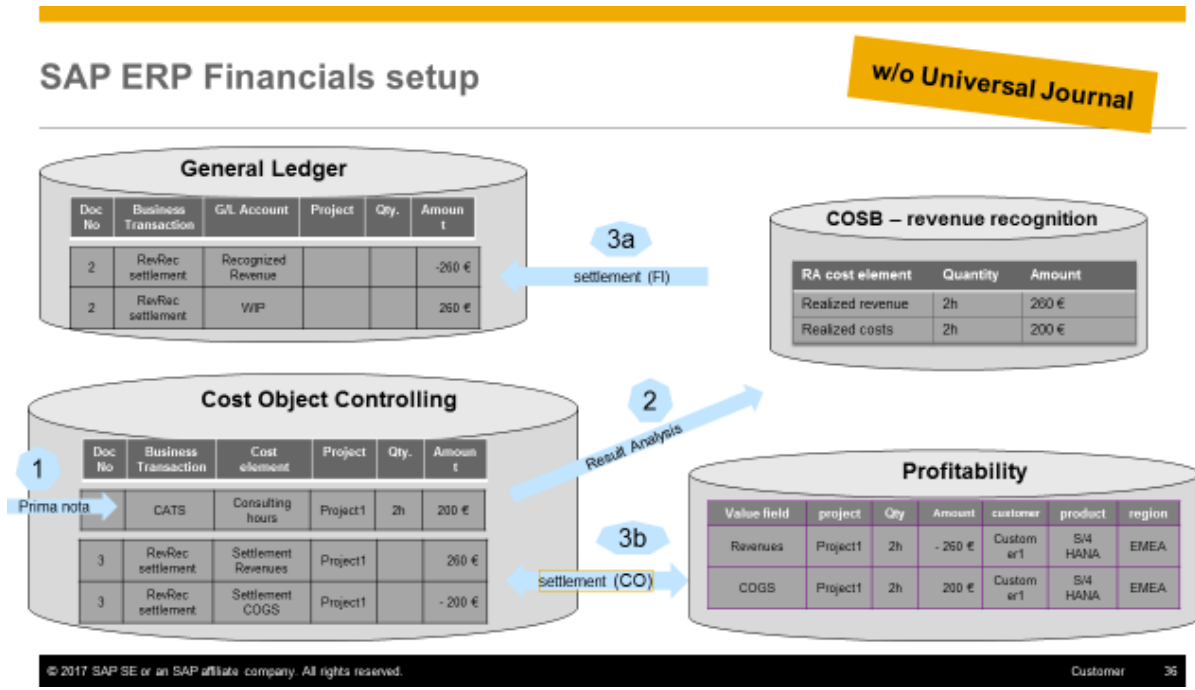 SAP ERP Financials setup
w/o Universal Journal
General Ledger
Doc No Business Transaction G/L Account Project Qty. Amoun t
2 RevRec settlement Recognized Revenue -260 €
2 RevRec settlement WIP 260 €
3a
settlement (FI)
COSB – revenue recognition
RA cost element Quantity Amount
Realized revenue 2h 260 €
Realized costs 2h 200 €
Cost Object Controlling
Doc No Business Transaction Cost element Project Qty. Amoun t
1
Prima nota
CATS Consulting hours Project1 2h 200 €
3 RevRec settlement Settlement Revenues Project1 260 €
3 RevRec settlement Settlement COGS Project1 - 200 €
2
Result Analysis
3b
settlement (CO)
Profitability
Value field project Qty Amount customer product region
Revenues Project1 2h - 260 € Custom er1 S/4 HANA EMEA
COGS Project1 2h 200 € Custom er1 S/4 HANA EMEA
© 2017 SAP SE or an SAP affiliate company. All rights reserved.
Customer 36